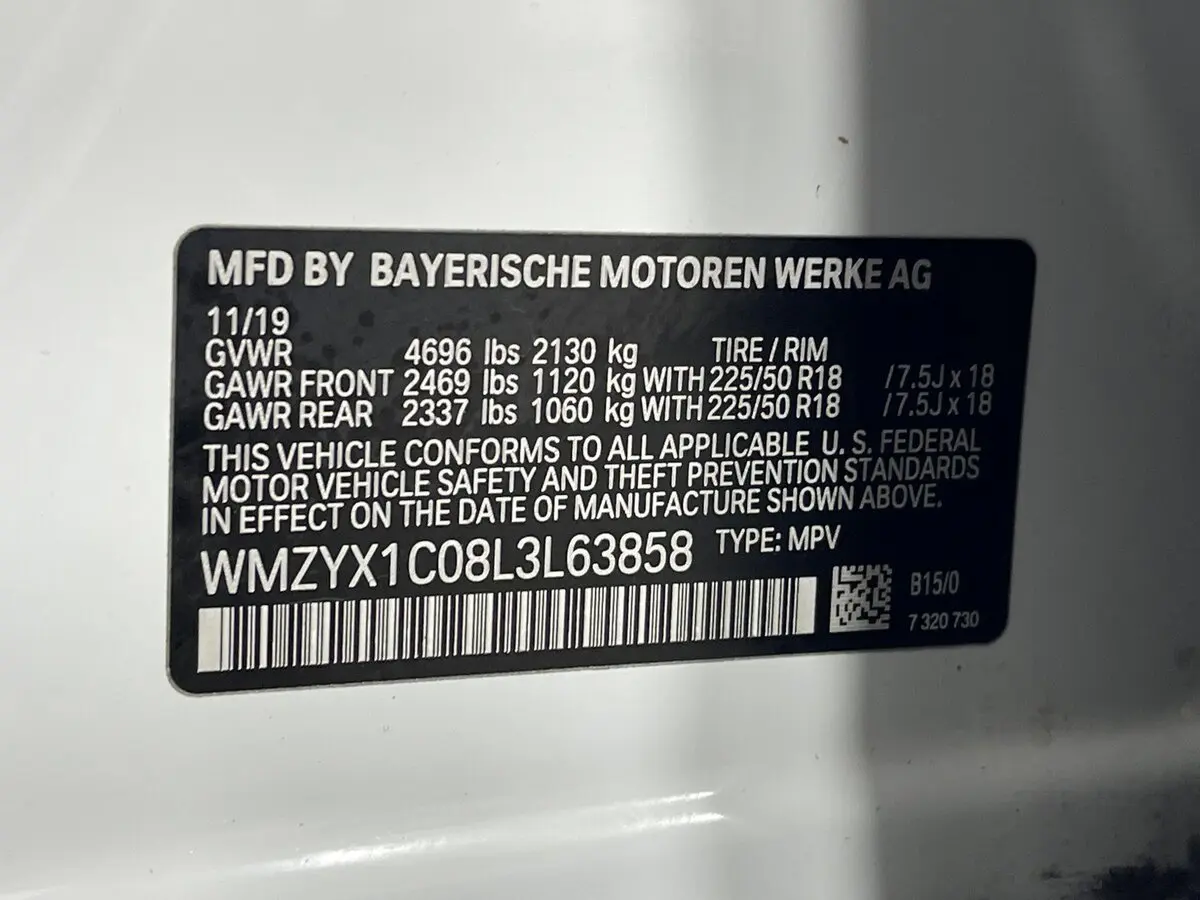 MFD BY BAYERISCHE MOTOREN WERKE AG
11/19
GVWR 4696 lbs 2130 kg TIRE / RIM
GAWR FRONT 2469 lbs 1120 kg WITH 225/50 R18 /7.5J x 18
GAWR REAR 2337 lbs 1060 kg WITH 225/50 R18 /7.5J x 18
THIS VEHICLE CONFORMS TO ALL APPLICABLE U. S. FEDERAL
MOTOR VEHICLE SAFETY AND THEFT PREVENTION STANDARDS
IN EFFECT ON THE DATE OF MANUFACTURE SHOWN ABOVE.
WMZYX1C08L3L63858 TYPE: MPV
B15/0
7 320 730